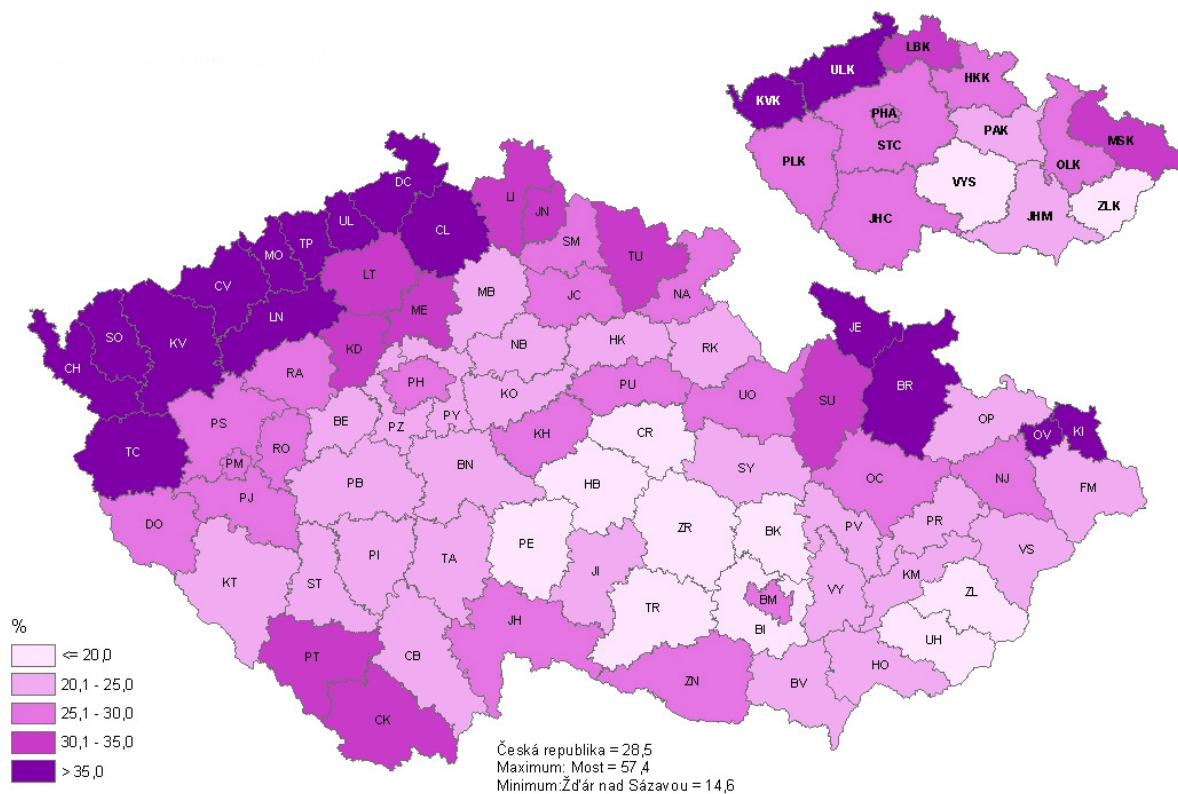 LBK
ULK
HKK
KVK
PHA
PAK
MSK
STC
PLK
OLK
VYS
ZLK
JHC
JHM
DC
LI
JN
UL
CL
SM
TU
MO
TP
CV
LT
MB
JC
NA
ME
LN
SO
KV
KD
NB
HK
RK
JE
CH
RA
PH
PU
UO
SU
BR
KO
PS
BE
PZ
PY
KH
CR
OP
OV
KI
TC
PM
RO
BN
SY
OC
NJ
FM
PJ
PB
HB
DO
ZR
BK
PV
PR
VS
KT
ST
PI
TA
PE
JI
VY
KM
ZL
TR
BM
BI
UH
PT
CB
JH
HO
ZN
BV
CK
%
<= 20,0
20,1 - 25,0
25,1 - 30,0
30,1 - 35,0
> 35,0
Česká republika = 28,5
Maximum: Most = 57,4
Minimum:Žďár nad Sázavou = 14,6